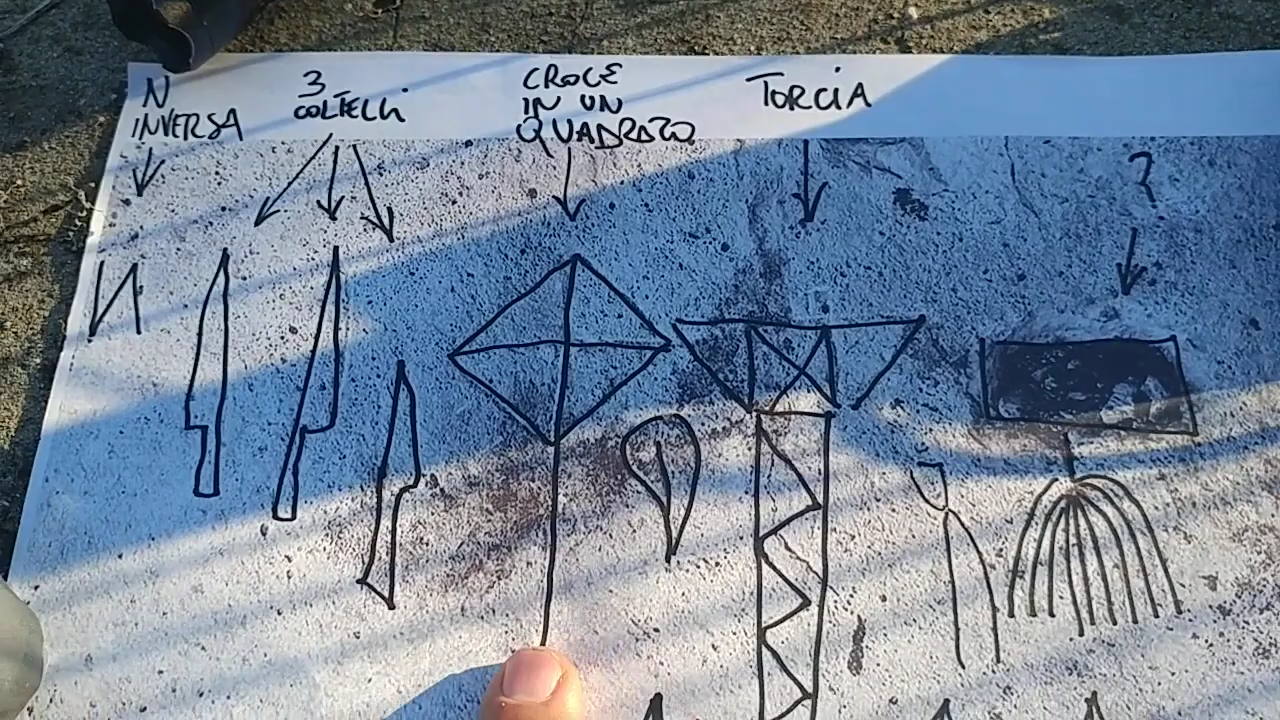 N
INVERSA
3
COLTELLI
CROCE
IN UN
QUADRATO
TORCIA
?